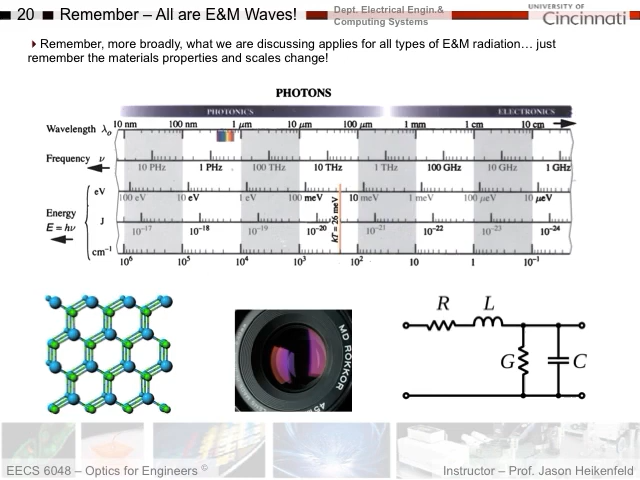 20 Remember – All are E&M Waves!
Dept. Electrical Engin.&
Computing Systems
UNIVERSITY OF
Cincinnati
Remember, more broadly, what we are discussing applies for all types of E&M radiation… just
remember the materials properties and scales change!
PHOTONS
PHOTONICS ELECTRONICS
Wavelength λo 10 nm 100 nm 1 μm 10 μm 100 μm 1 mm 1 cm 10 cm
Frequency ν 10 PHz 1 PHz 100 THz 10 THz 1 THz 100 GHz 10 GHz 1 GHz
Energy
E = hν
eV 100 eV 10 eV 1 eV 100 meV 10 meV 1 meV 100 μeV 10 μeV
J 10⁻¹⁷ 10⁻¹⁸ 10⁻¹⁹ 10⁻²⁰ 10⁻²¹ 10⁻²² 10⁻²³ 10⁻²⁴
cm⁻¹ 10⁶ 10⁵ 10⁴ 10³ 10² 10 1 10⁻¹
kT = 26 meV
MD ROKKOR
45
R L
G C
EECS 6048 – Optics for Engineers ©
Instructor – Prof. Jason Heikenfeld